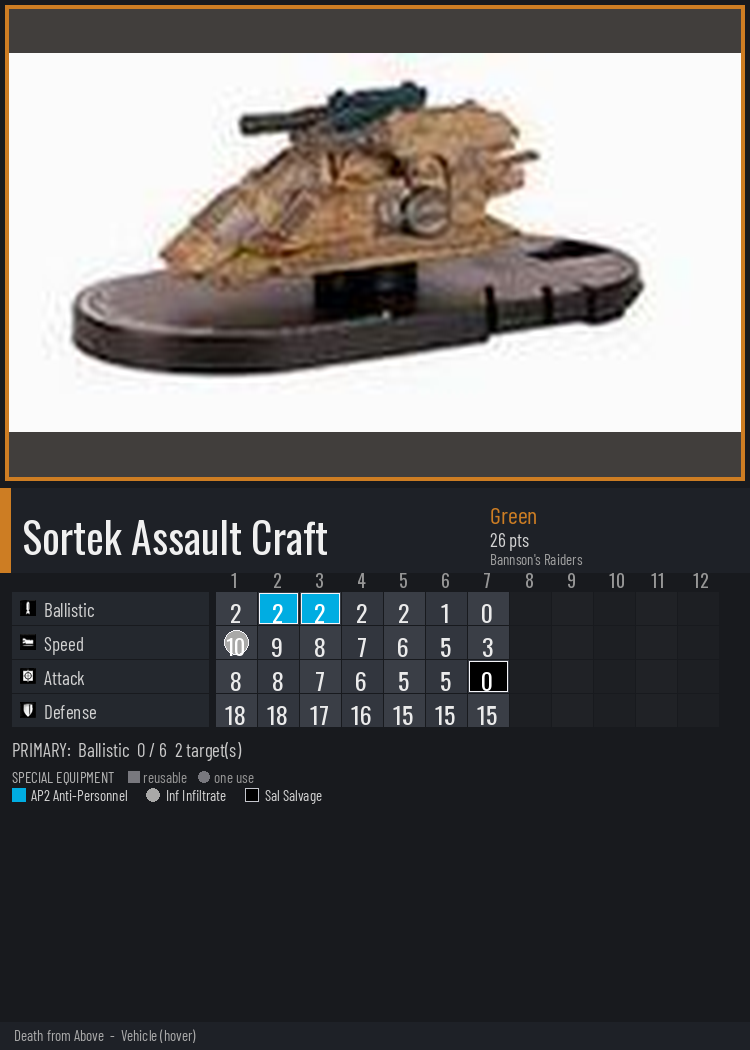 Sortek Assault Craft
Green
26 pts
Bannson's Raiders
1 2 3 4 5 6 7 8 9 10 11 12
Ballistic 2 2 2 2 2 1 0
Speed 10 9 8 7 6 5 3
Attack 8 8 7 6 5 5 0
Defense 18 18 17 16 15 15 15
PRIMARY: Ballistic 0 / 6 2 target(s)
SPECIAL EQUIPMENT reusable one use
AP2 Anti-Personnel Inf Infiltrate Sal Salvage
Death from Above - Vehicle (hover)